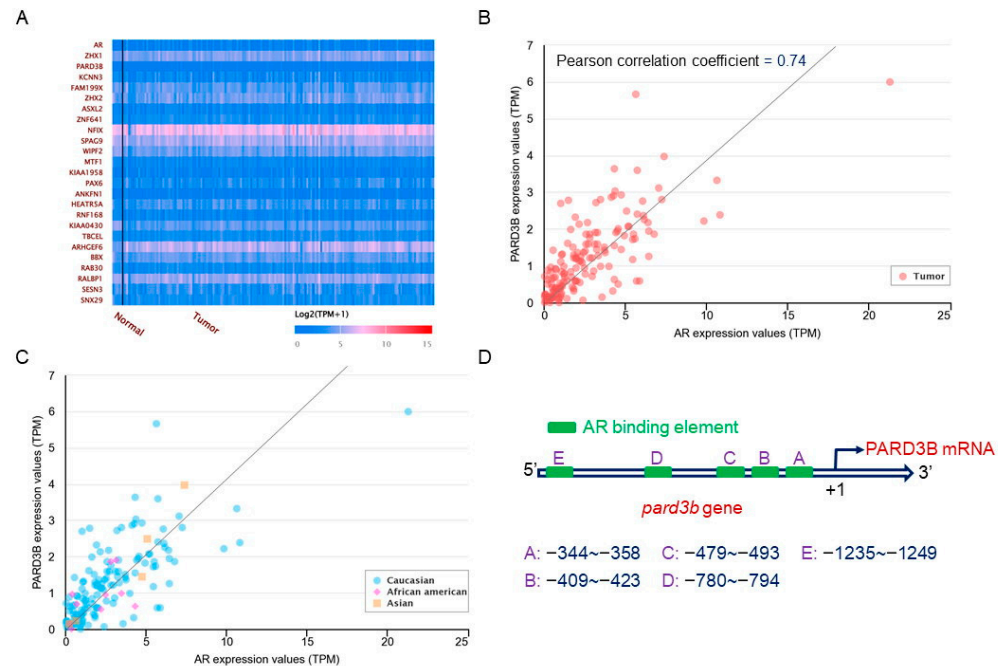 A
AR
ZHX1
PARD3B
KCNN3
FAM199X
ZHX2
ASXL2
ZNF641
NFIX
SPAG9
WIPF2
MTF1
KIAA1958
PAX6
ANKFN1
HEATR5A
RNF168
KIAA0430
TBCEL
ARHGEF6
BBX
RAB30
RALBP1
SESN3
SNX29
Normal
Tumor
Log2(TPM+1)
0 5 10 15
B
Pearson correlation coefficient = 0.74
PARD3B expression values (TPM)
7
6
5
4
3
2
1
0
0 5 10 15 20 25
AR expression values (TPM)
Tumor
C
PARD3B expression values (TPM)
7
6
5
4
3
2
1
0
0 5 10 15 20 25
AR expression values (TPM)
Caucasian
African american
Asian
D
AR binding element
PARD3B mRNA
E D C B A
5’ 3’
+1
pard3b gene
A: −344~−358 C: −479~−493 E: −1235~−1249
B: −409~−423 D: −780~−794